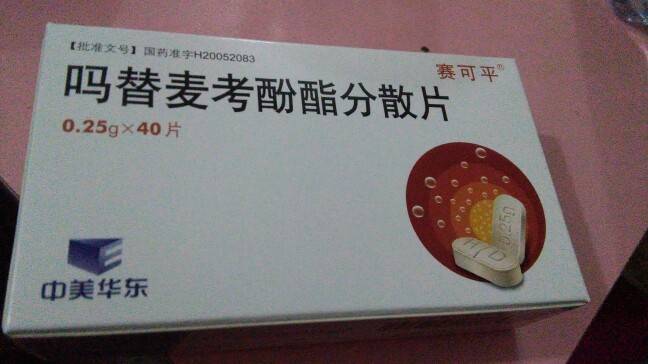 【批准文号】国药准字H20052083
赛可平®
吗替麦考酚酯分散片
0.25g×40片
0.25g
H/D
中美华东